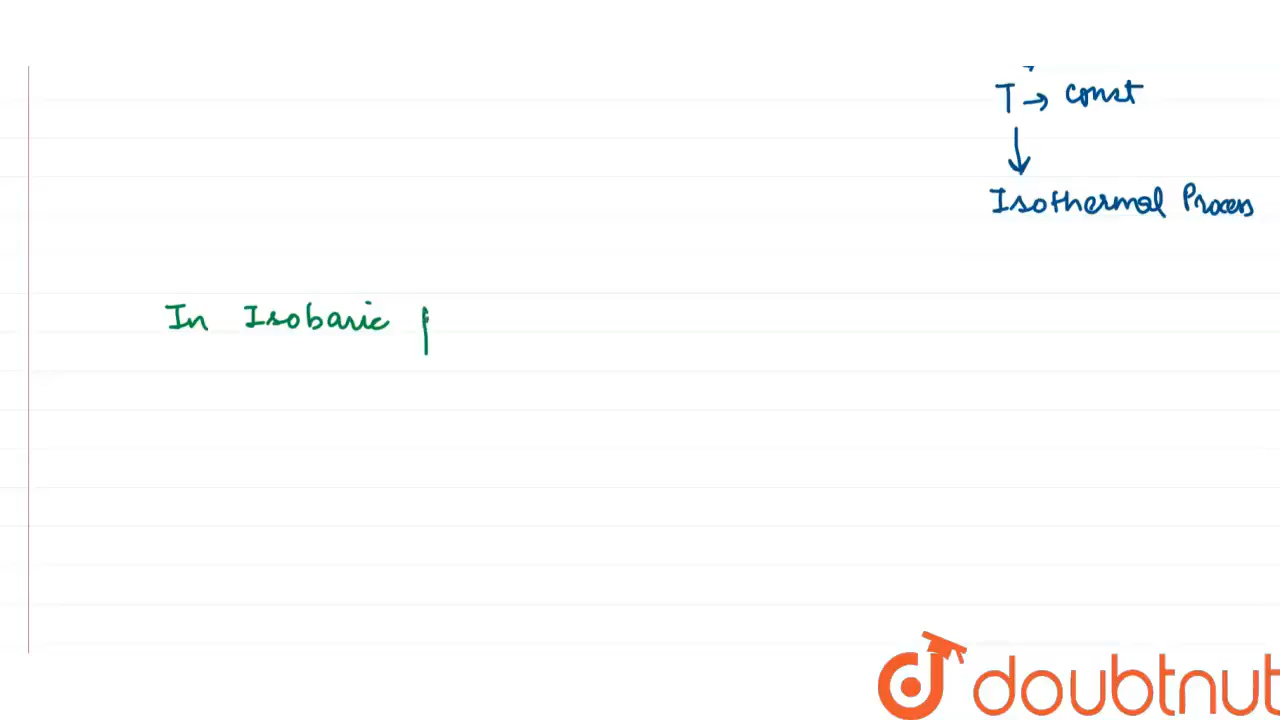 T → const
↓
Isothermal Process
In Isobaric p
doubtnut